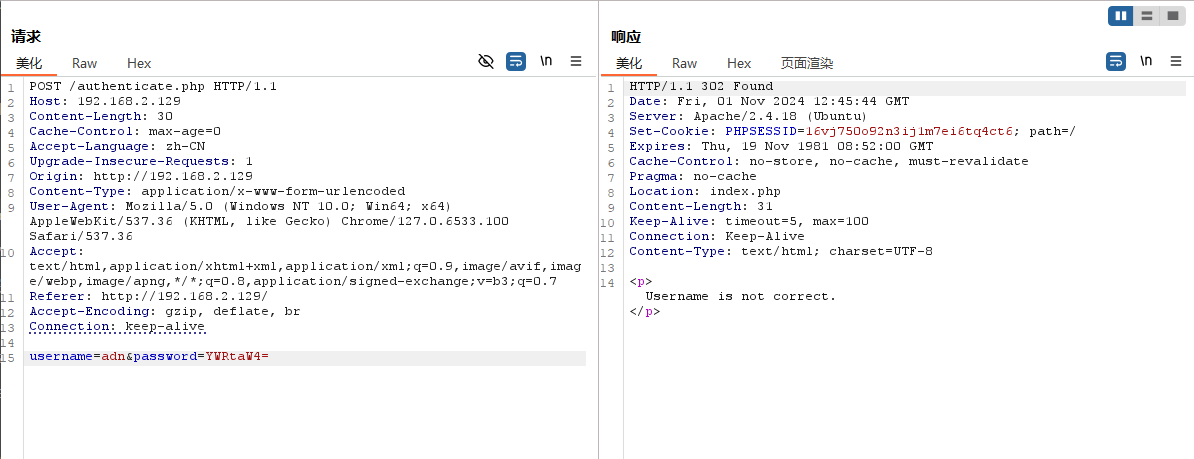 请求
美化 Raw Hex \n
1 POST /authenticate.php HTTP/1.1
2 Host: 192.168.2.129
3 Content-Length: 30
4 Cache-Control: max-age=0
5 Accept-Language: zh-CN
6 Upgrade-Insecure-Requests: 1
7 Origin: http://192.168.2.129
8 Content-Type: application/x-www-form-urlencoded
9 User-Agent: Mozilla/5.0 (Windows NT 10.0; Win64; x64)
AppleWebKit/537.36 (KHTML, like Gecko) Chrome/127.0.6533.100
Safari/537.36
10 Accept:
text/html,application/xhtml+xml,application/xml;q=0.9,image/avif,imag
e/webp,image/apng,*/*;q=0.8,application/signed-exchange;v=b3;q=0.7
11 Referer: http://192.168.2.129/
12 Accept-Encoding: gzip, deflate, br
13 Connection: keep-alive
14
15 username=adn&password=YWRtaW4=
响应
美化 Raw Hex 页面渲染 \n
1 HTTP/1.1 302 Found
2 Date: Fri, 01 Nov 2024 12:45:44 GMT
3 Server: Apache/2.4.18 (Ubuntu)
4 Set-Cookie: PHPSESSID=16vj750o92n3ij1m7ei6tq4ct6; path=/
5 Expires: Thu, 19 Nov 1981 08:52:00 GMT
6 Cache-Control: no-store, no-cache, must-revalidate
7 Pragma: no-cache
8 Location: index.php
9 Content-Length: 31
10 Keep-Alive: timeout=5, max=100
11 Connection: Keep-Alive
12 Content-Type: text/html; charset=UTF-8
13
14 <p>
Username is not correct.
</p>